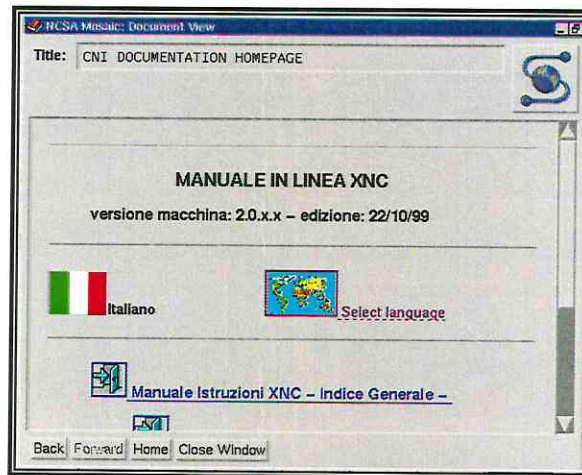 NCSA Mosaic: Document View
Title: CNI DOCUMENTATION HOMEPAGE
MANUALE IN LINEA XNC
versione macchina: 2.0.x.x – edizione: 22/10/99
Italiano
Select language
Manuale Istruzioni XNC – Indice Generale –
Back Forward Home Close Window